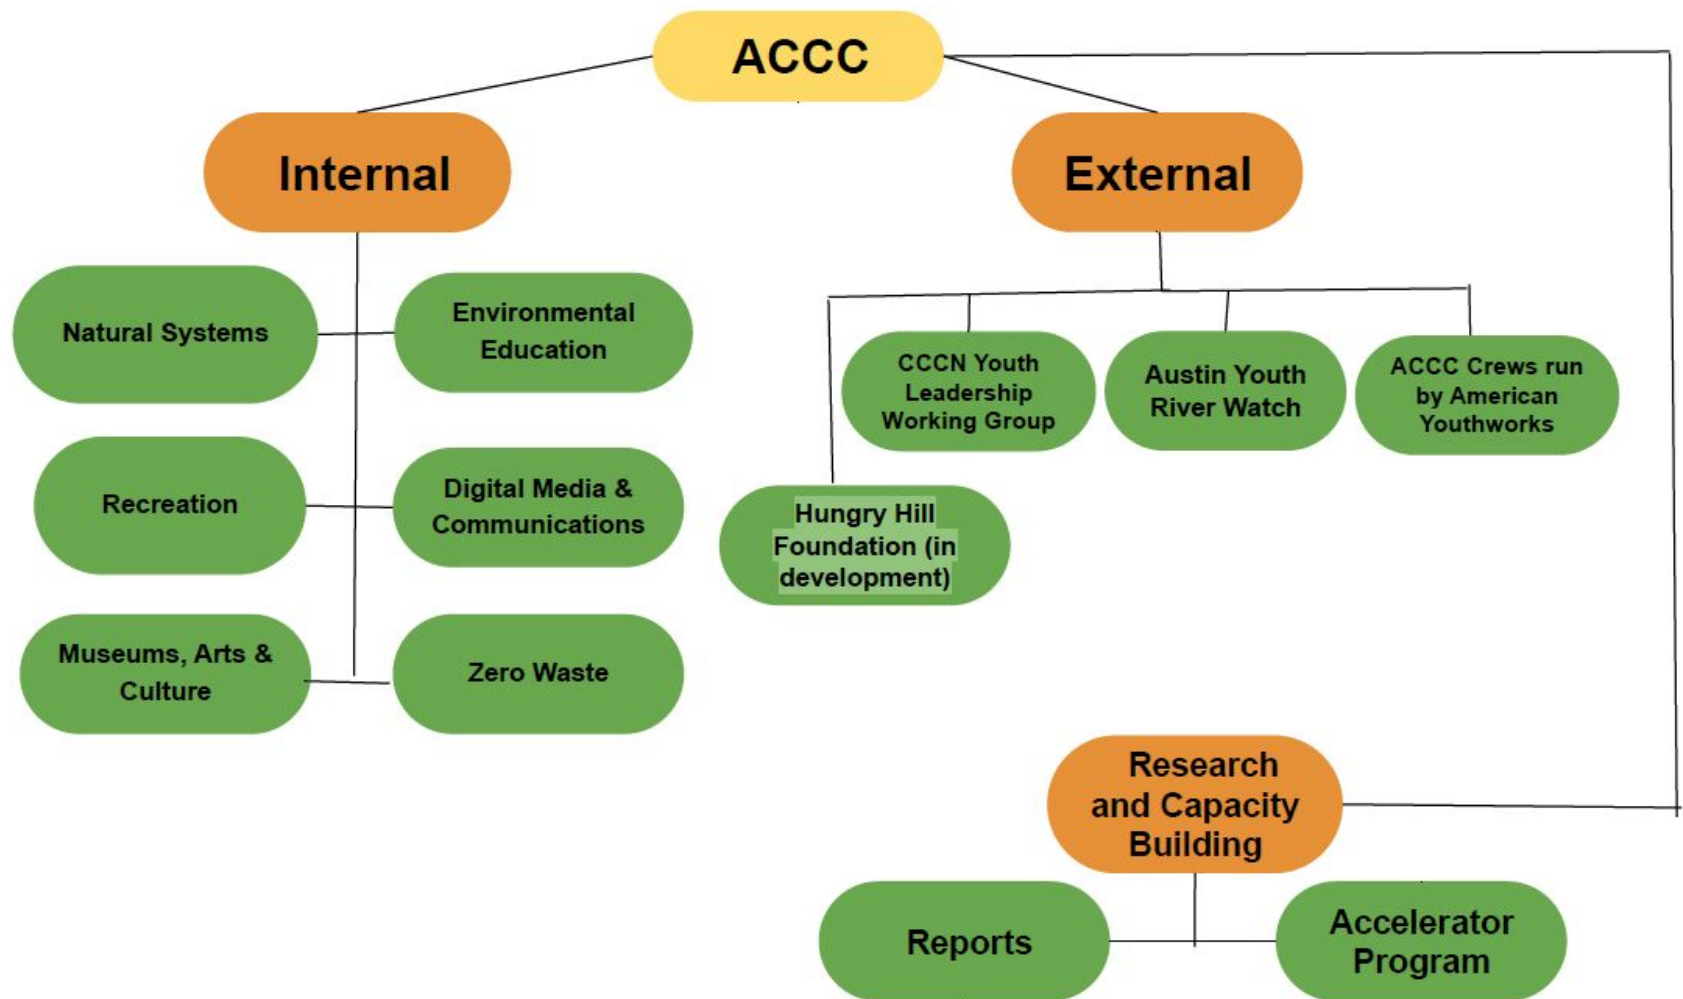 ACCC
Internal
External
Natural Systems
Environmental
Education
Recreation
Digital Media &
Communications
Museums, Arts &
Culture
Zero Waste
CCCN Youth
Leadership
Working Group
Austin Youth
River Watch
ACCC Crews run
by American
Youthworks
Hungry Hill
Foundation (in
development)
Research
and Capacity
Building
Reports
Accelerator
Program